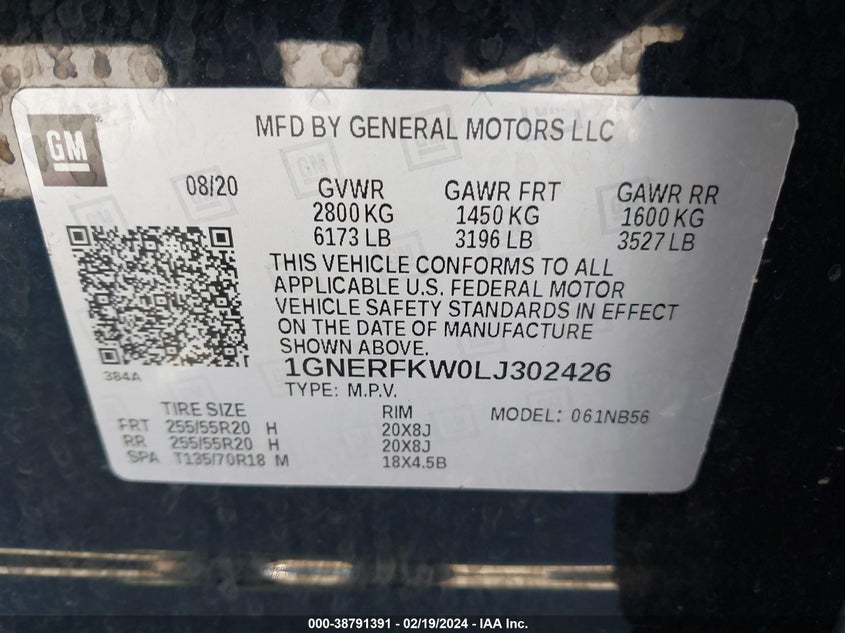 GM
MFD BY GENERAL MOTORS LLC
08/20 GVWR GAWR FRT GAWR RR
2800 KG 1450 KG 1600 KG
6173 LB 3196 LB 3527 LB
THIS VEHICLE CONFORMS TO ALL
APPLICABLE U.S. FEDERAL MOTOR
VEHICLE SAFETY STANDARDS IN EFFECT
ON THE DATE OF MANUFACTURE
SHOWN ABOVE.
384A
1GNERFKW0LJ302426
TYPE: M.P.V.
TIRE SIZE RIM MODEL: 061NB56
FRT 255/55R20 H 20X8J
RR 255/55R20 H 20X8J
SPA T135/70R18 M 18X4.5B
000-38791391 - 02/19/2024 - IAA Inc.